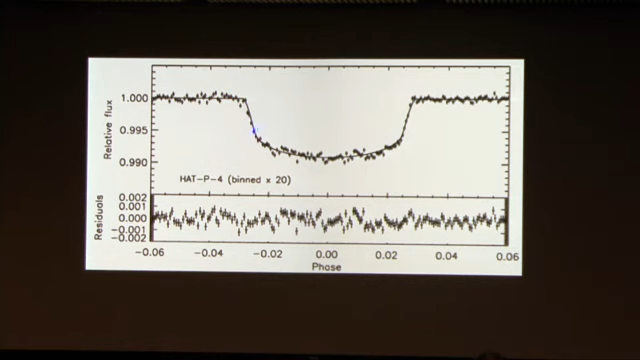 1.000
0.995
0.990
Relative flux
HAT-P-4 (binned x 20)
0.002
0.001
0.000
-0.001
-0.002
Residuals
-0.06 -0.04 -0.02 0.00 0.02 0.04 0.06
Phase